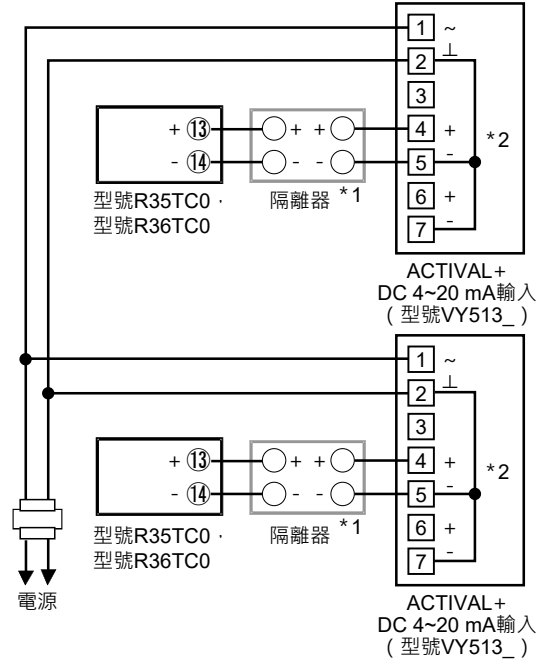 1 ~
2 ⊥
3
+ ⑬ + + 4 + *2
- ⑭ - - 5 -
型號R35TC0．
型號R36TC0
隔離器 *1
6 +
7 -
ACTIVAL+
DC 4~20 mA輸入
( 型號VY513_ )
1 ~
2 ⊥
3
+ ⑬ + + 4 + *2
- ⑭ - - 5 -
型號R35TC0．
型號R36TC0
隔離器 *1
6 +
7 -
電源
ACTIVAL+
DC 4~20 mA輸入
( 型號VY513_ )